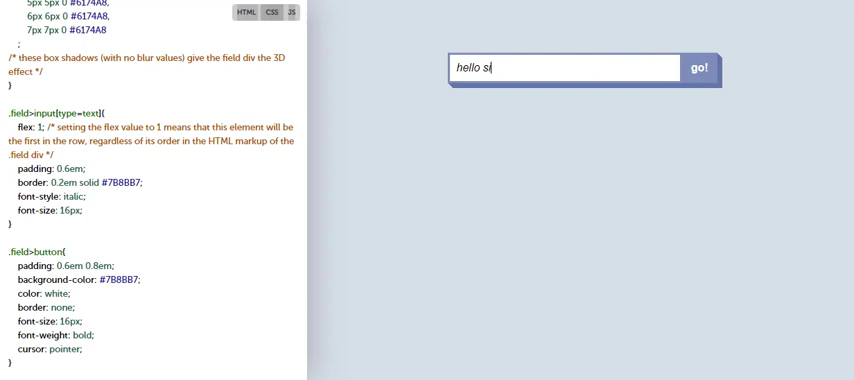 5px 5px 0 #6174A8,
6px 6px 0 #6174A8,
7px 7px 0 #6174A8
;
/* these box shadows (with no blur values) give the field div the 3D
effect */
}
.field>input[type=text]{
flex: 1; /* setting the flex value to 1 means that this element will be
the first in the row, regardless of its order in the HTML markup of the
.field div */
padding: 0.6em;
border: 0.2em solid #7B8BB7;
font-style: italic;
font-size: 16px;
}
.field>button{
padding: 0.6em 0.8em;
background-color: #7B8BB7;
color: white;
border: none;
font-size: 16px;
font-weight: bold;
cursor: pointer;
}
HTML CSS JS
hello si
go!